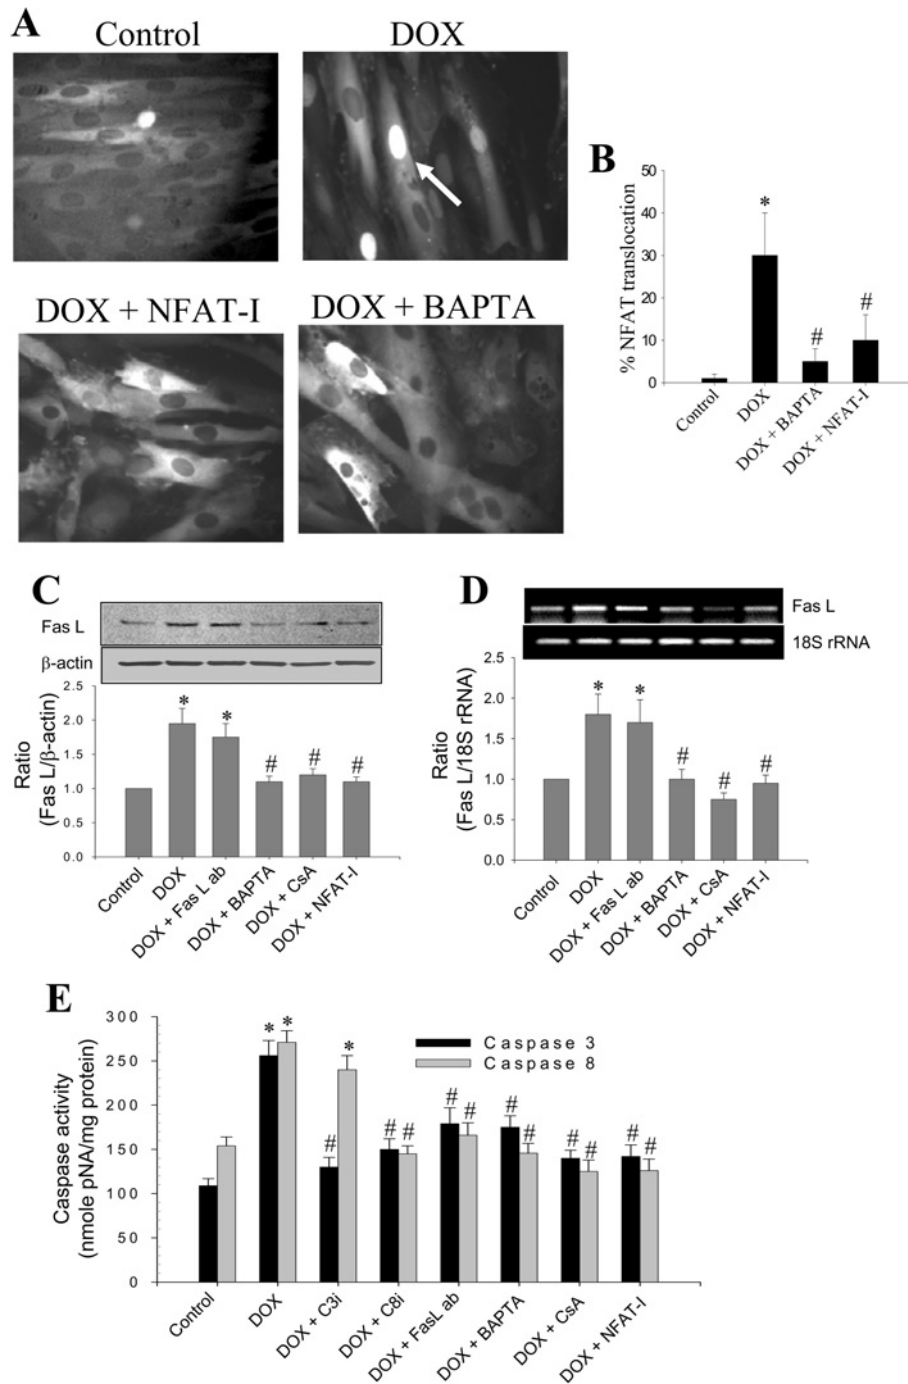 A
Control
DOX
DOX + NFAT-I
DOX + BAPTA
B
% NFAT translocation
50
40
30
20
10
0
*
#
#
Control
DOX
DOX + BAPTA
DOX + NFAT-I
C
Fas L
β-actin
Ratio
(Fas L/β-actin)
2.5
2.0
1.5
1.0
0.5
0.0
*
*
#
#
#
Control
DOX
DOX + Fas L ab
DOX + BAPTA
DOX + CsA
DOX + NFAT-I
D
Fas L
18S rRNA
Ratio
(Fas L/18S rRNA)
2.5
2.0
1.5
1.0
0.5
0.0
*
*
#
#
#
Control
DOX
DOX + Fas L ab
DOX + BAPTA
DOX + CsA
DOX + NFAT-I
E
Caspase activity
(nmole pNA/mg protein)
300
250
200
150
100
50
0
Caspase 3
Caspase 8
* *
# *
# #
# #
# #
# #
# #
Control
DOX
DOX + C3i
DOX + C8i
DOX + FasL ab
DOX + BAPTA
DOX + CsA
DOX + NFAT-I